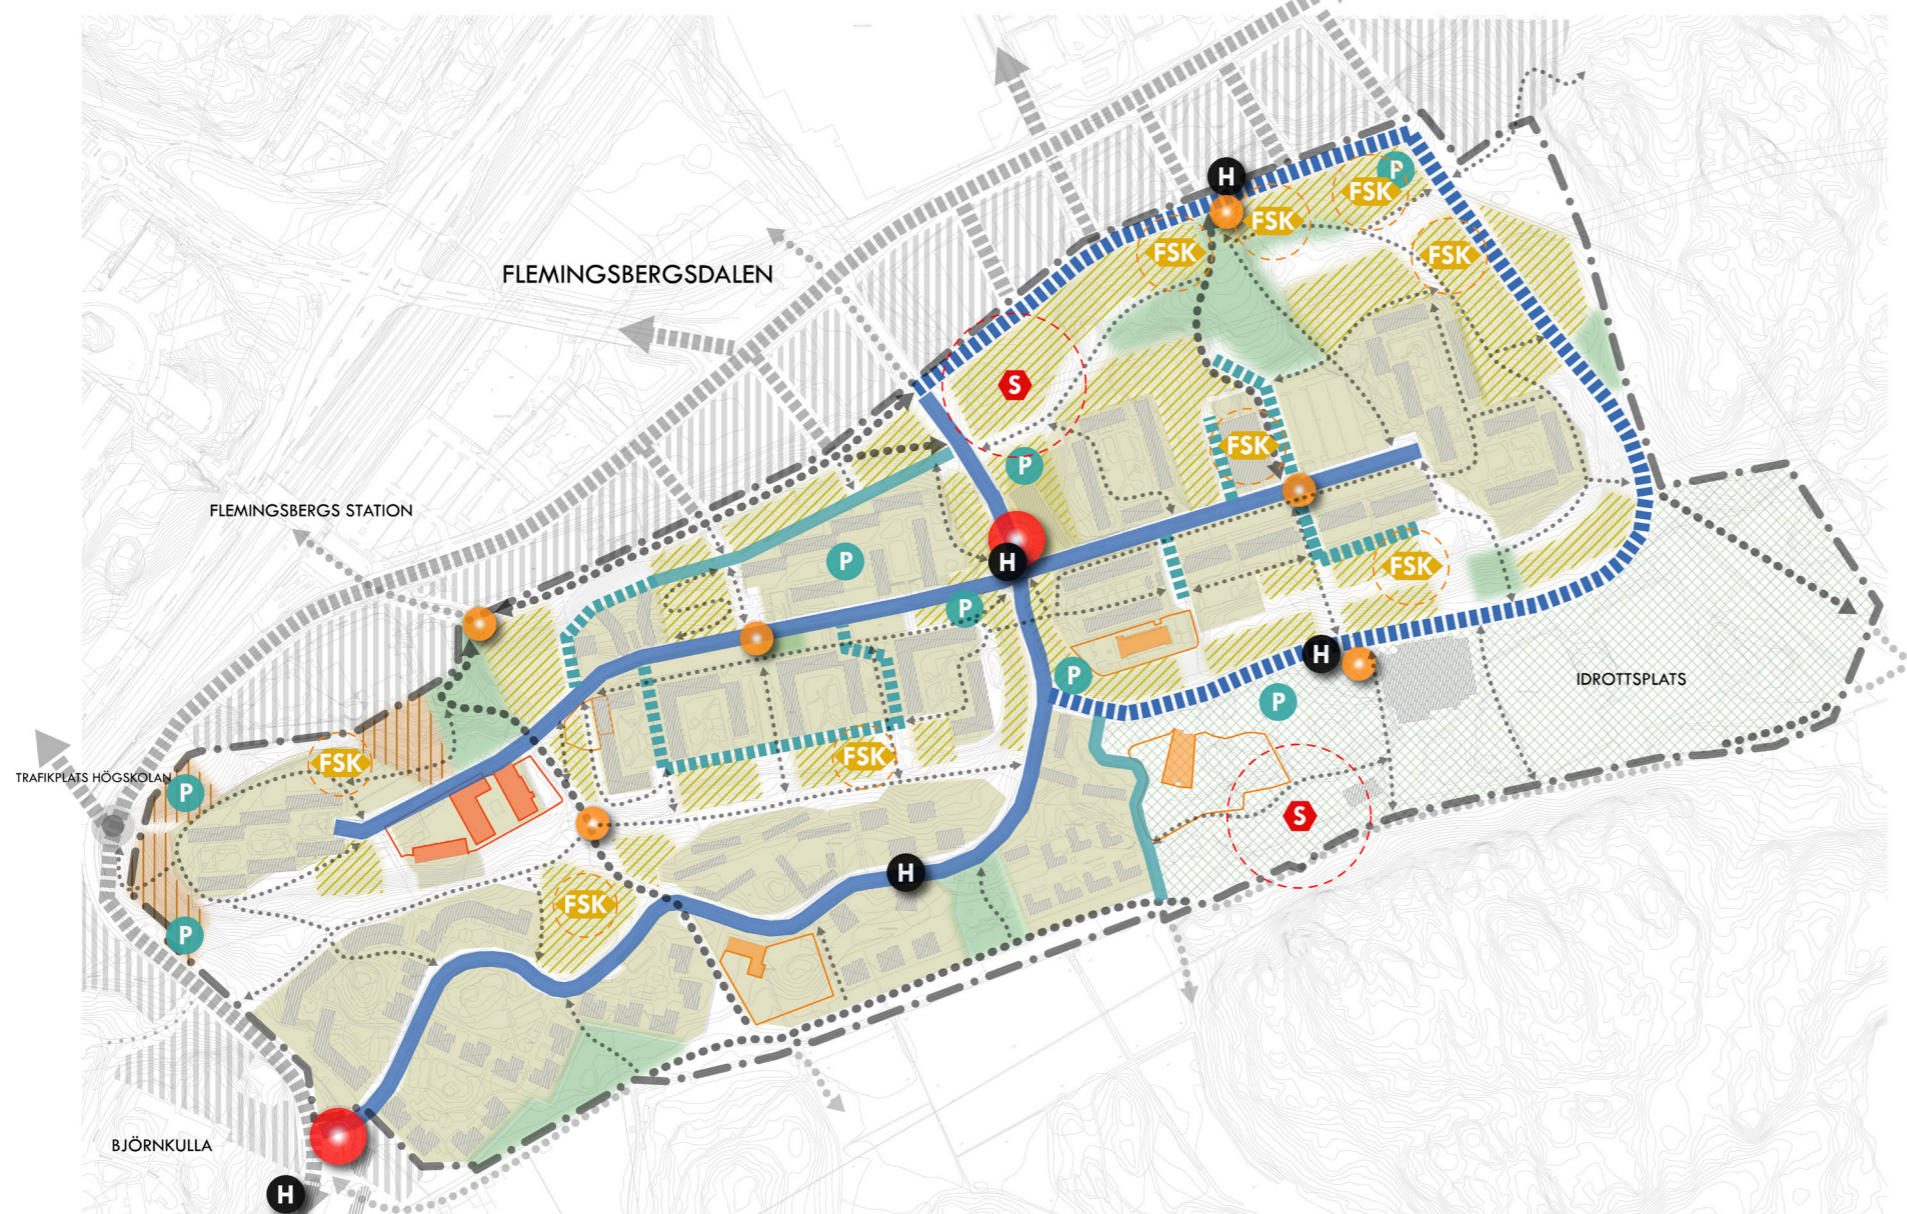 H
P
FSK
FSK
FSK
FSK
FLEMINGSBERGSDALEN
S
FSK
P
FLEMINGSBERGS STATION
P
H
FSK
P
H
P
IDROTTSPLATS
P
FSK
FSK
TRAFIKPLATS HÖGSKOLAN
P
S
H
FSK
P
BJÖRNKULLA
H